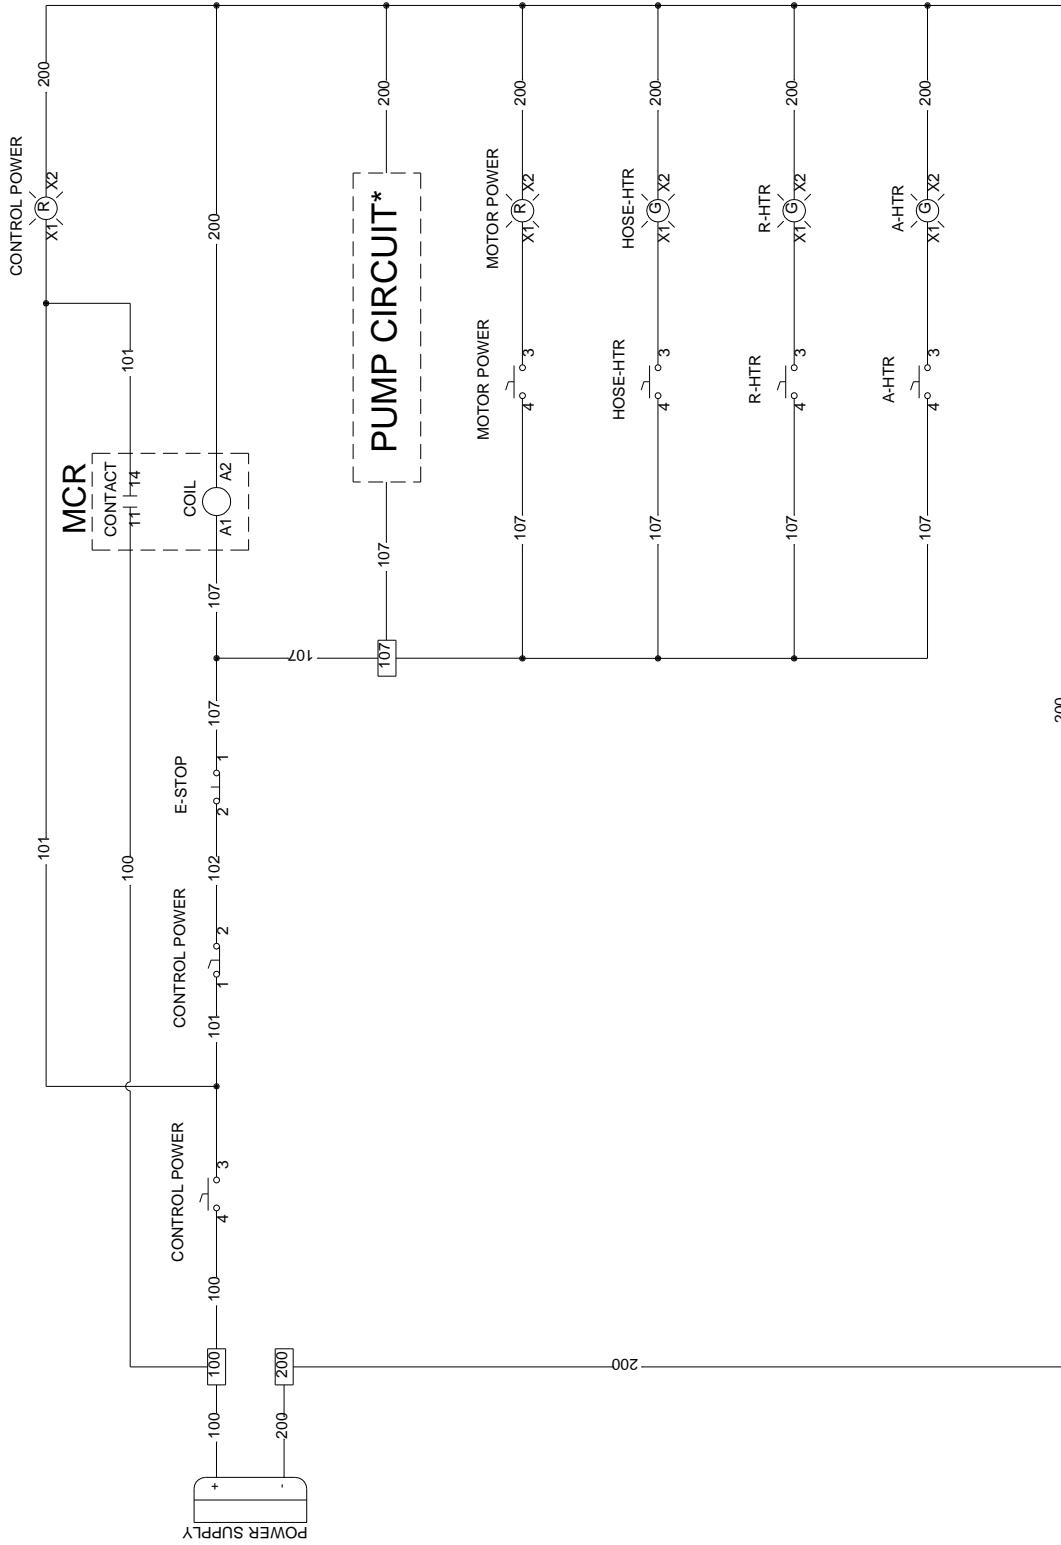 CONTROL POWER
X1 R X2
200
101
101
MCR
CONTACT
11 14
100
COIL
A1 A2
107
200
E-STOP
2 1
107
102
CONTROL POWER
1 2
101
CONTROL POWER
4 3
100
100
100
200
200
POWER SUPPLY
+
-
200
107
107
107
PUMP CIRCUIT*
200
MOTOR POWER
4 3
107
MOTOR POWER
X1 R X2
200
HOSE-HTR
4 3
107
HOSE-HTR
X1 G X2
200
R-HTR
4 3
107
R-HTR
X1 G X2
200
A-HTR
4 3
107
A-HTR
X1 G X2
200
200